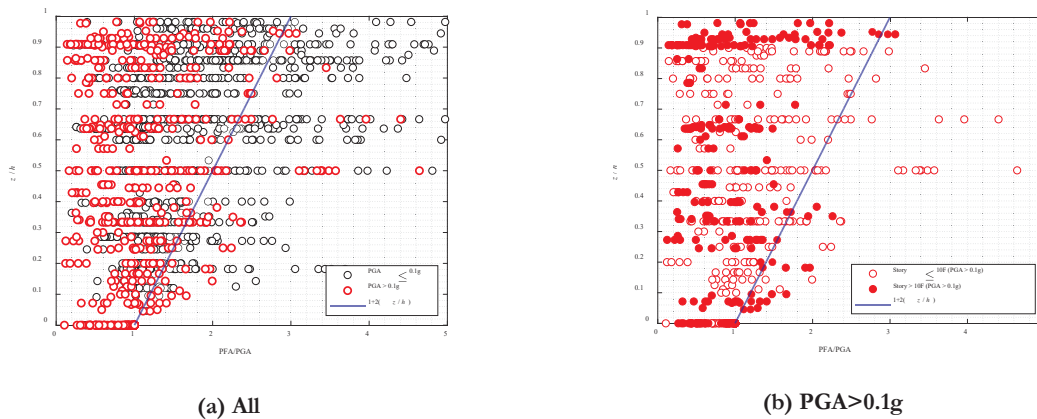 1
0.9
0.8
0.7
0.6
0.5
0.4
0.3
0.2
0.1
0
z / h
0 1 2 3 4 5
PFA/PGA
PGA ≤ 0.1g
PGA > 0.1g
1+2( z / h )
(a) All
1
0.9
0.8
0.7
0.6
0.5
0.4
0.3
0.2
0.1
0
z / h
0 1 2 3 4
PFA/PGA
Story ≤ 10F (PGA > 0.1g)
Story > 10F (PGA > 0.1g)
1+2( z / h )
(b) PGA>0.1g